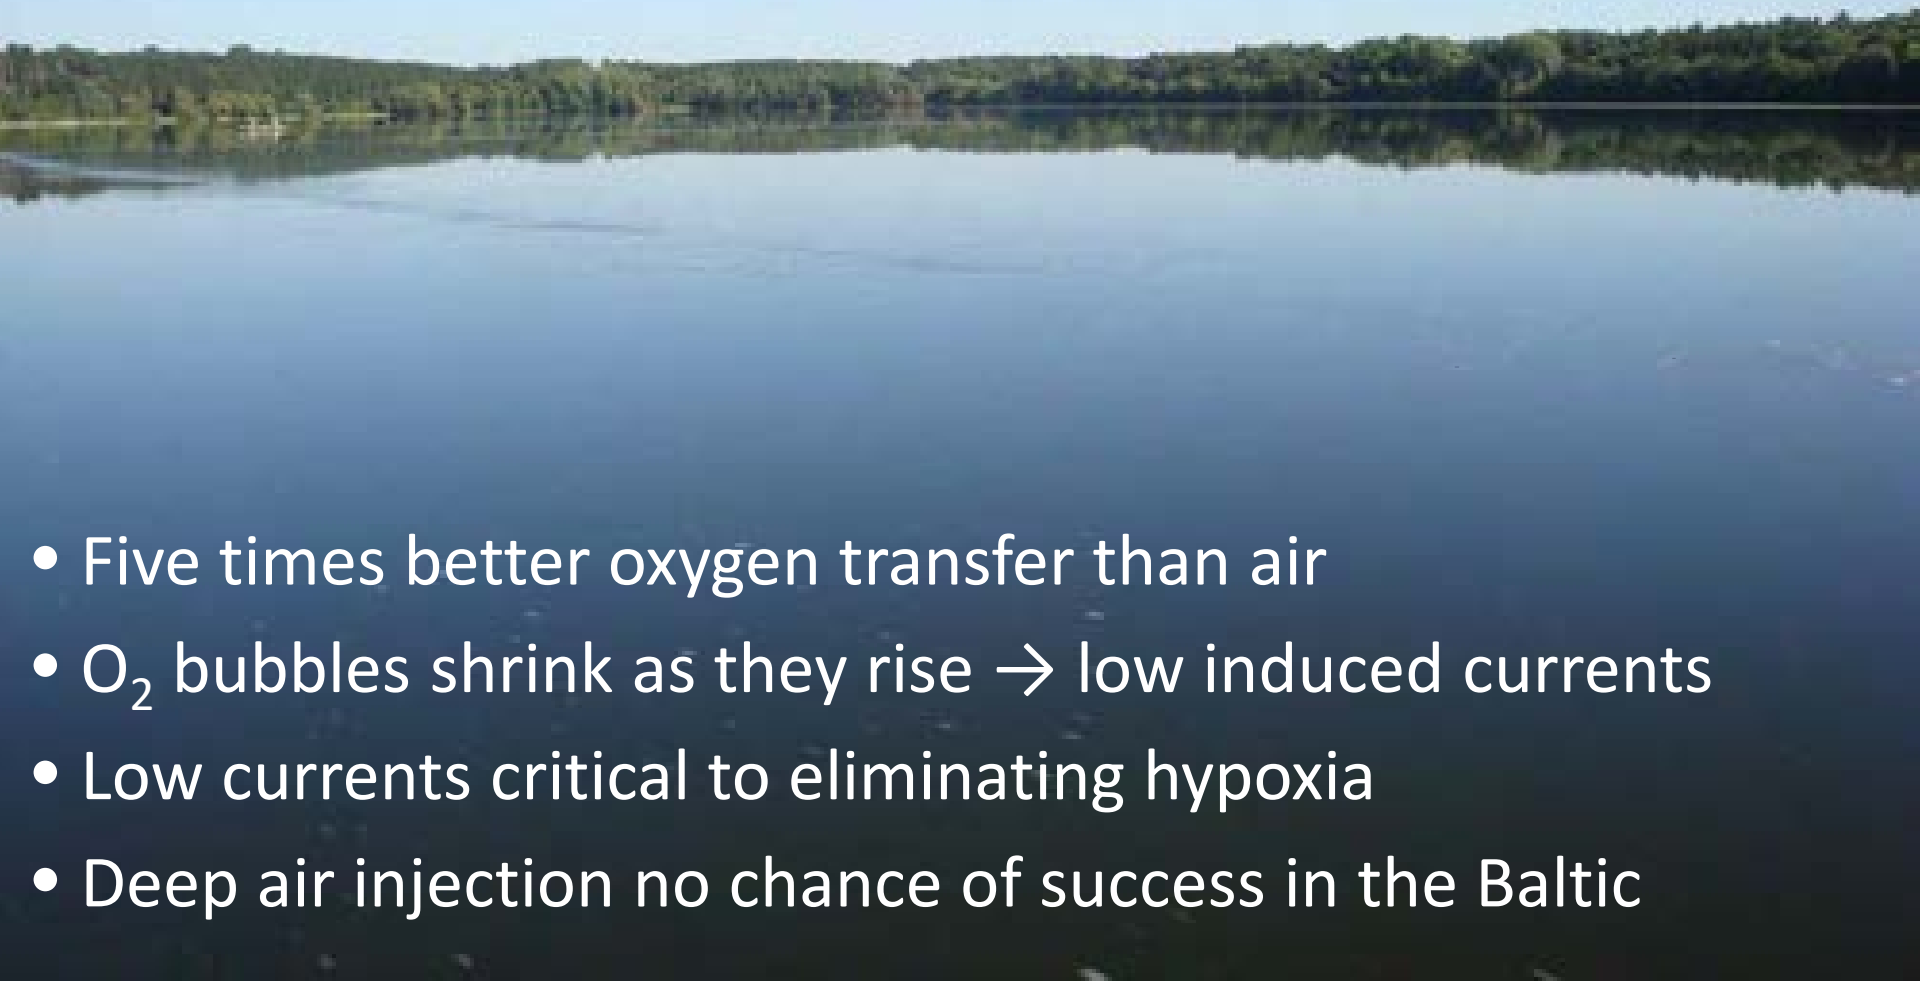 • Five times better oxygen transfer than air
• O₂ bubbles shrink as they rise → low induced currents
• Low currents critical to eliminating hypoxia
• Deep air injection no chance of success in the Baltic